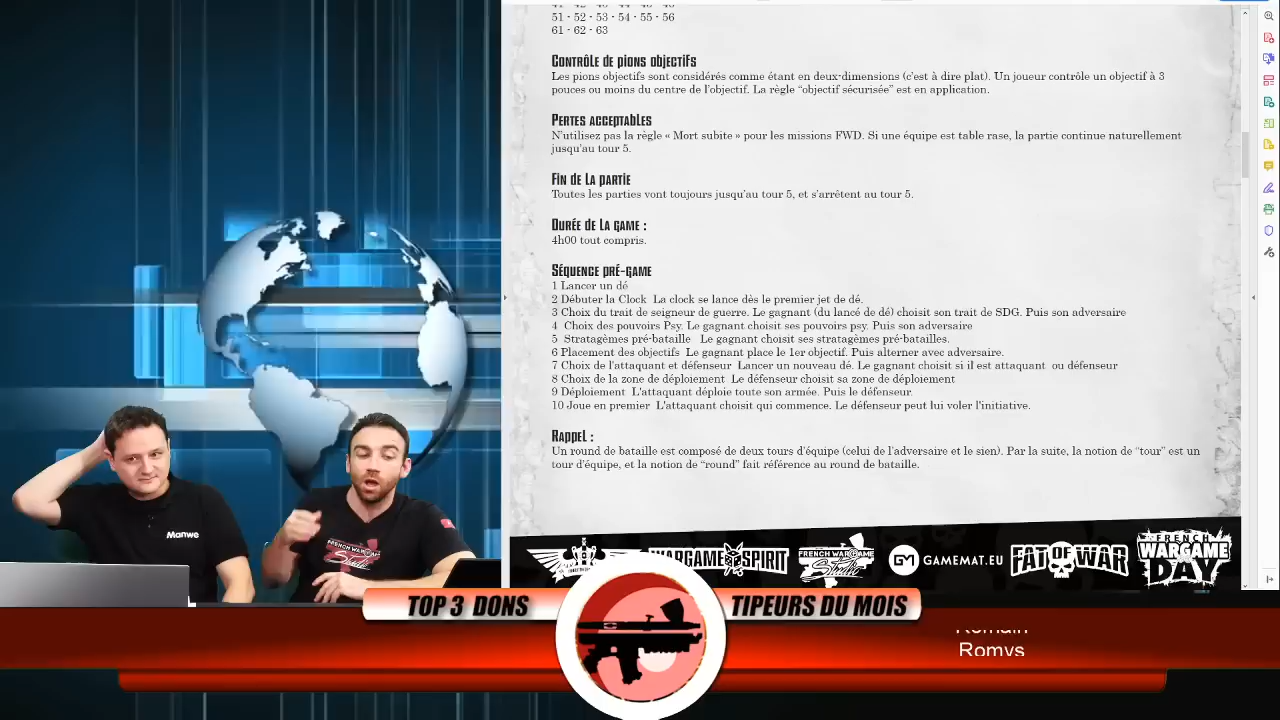 51 - 52 - 53 - 54 - 55 - 56
61 - 62 - 63
Contrôle de pions objectifs
Les pions objectifs sont considérés comme étant en deux-dimensions (c'est à dire plat). Un joueur contrôle un objectif à 3
pouces ou moins du centre de l'objectif. La règle "objectif sécurisée" est en application.
Pertes acceptables
N'utilisez pas la règle « Mort subite » pour les missions FWD. Si une équipe est table rase, la partie continue naturellement
jusqu'au tour 5.
Fin de la partie
Toutes les parties vont toujours jusqu'au tour 5, et s'arrêtent au tour 5.
Durée de la game :
4h00 tout compris.
Séquence pré-game
1 Lancer un dé
2 Débuter la Clock La clock se lance dès le premier jet de dé.
3 Choix du trait de seigneur de guerre. Le gagnant (du lancé de dé) choisit son trait de SDG. Puis son adversaire
4 Choix des pouvoirs Psy. Le gagnant choisit ses pouvoirs psy. Puis son adversaire
5 Stratagèmes pré-bataille Le gagnant choisit ses stratagèmes pré-batailles.
6 Placement des objectifs Le gagnant place le 1er objectif. Puis alterner avec adversaire.
7 Choix de l'attaquant et défenseur Lancer un nouveau dé. Le gagnant choisit si il est attaquant ou défenseur
8 Choix de la zone de déploiement Le défenseur choisit sa zone de déploiement
9 Déploiement L'attaquant déploie toute son armée. Puis le défenseur.
10 Joue en premier L'attaquant choisit qui commence. Le défenseur peut lui voler l'initiative.
Rappel :
Un round de bataille est composé de deux tours d'équipe (celui de l'adversaire et le sien). Par la suite, la notion de "tour" est un
tour d'équipe, et la notion de "round" fait référence au round de bataille.
Manwe
FRENCH WARGAME
Studio
WARGAME SPIRIT
FRENCH WARGAME
Studio
GM GAMEMAT.EU
FAT OF WAR
FRENCH
WARGAME
DAY
TOP 3 DONS
TIPEURS DU MOIS
Romain
Romys